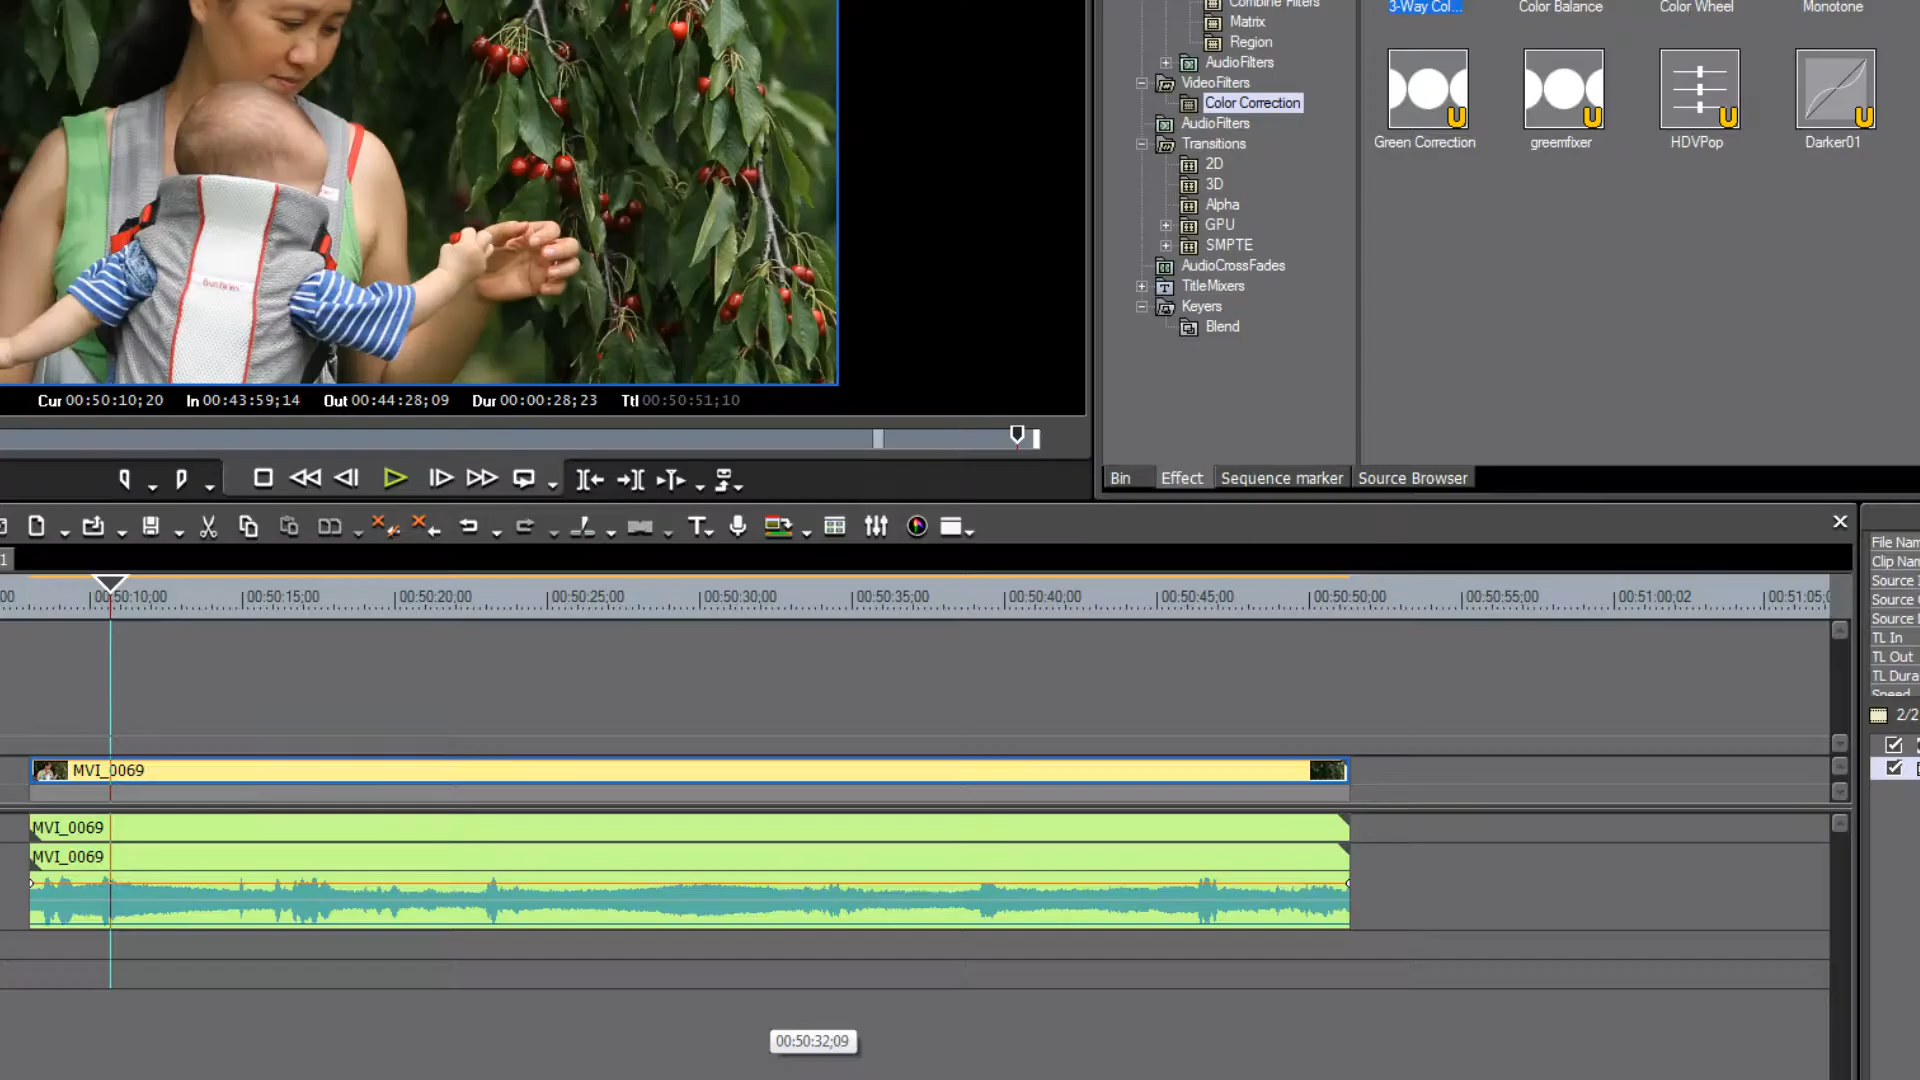 Combine Filters
Matrix
Region
AudioFilters
VideoFilters
Color Correction
AudioFilters
Transitions
2D
3D
Alpha
GPU
SMPTE
AudioCrossFades
TitleMixers
Keyers
Blend
3-Way Col... Color Balance Color Wheel Monotone
U U U U
Green Correction greemfixer HDVPop Darker01
BABYBJÖRN
Cur 00:50:10;20 In 00:43:59;14 Out 00:44:28;09 Dur 00:00:28;23 Ttl 00:50:51;10
Bin Effect Sequence marker Source Browser
1
00 00:50:10;00 00:50:15;00 00:50:20;00 00:50:25;00 00:50:30;00 00:50:35;00 00:50:40;00 00:50:45;00 00:50:50;00 00:50:55;00 00:51:00;02 00:51:05;0
File Nam
Clip Nam
Source I
Source
Source
TL In
TL Out
TL Dura
Speed
2/2
MVI_0069
MVI_0069
MVI_0069
00:50:32;09